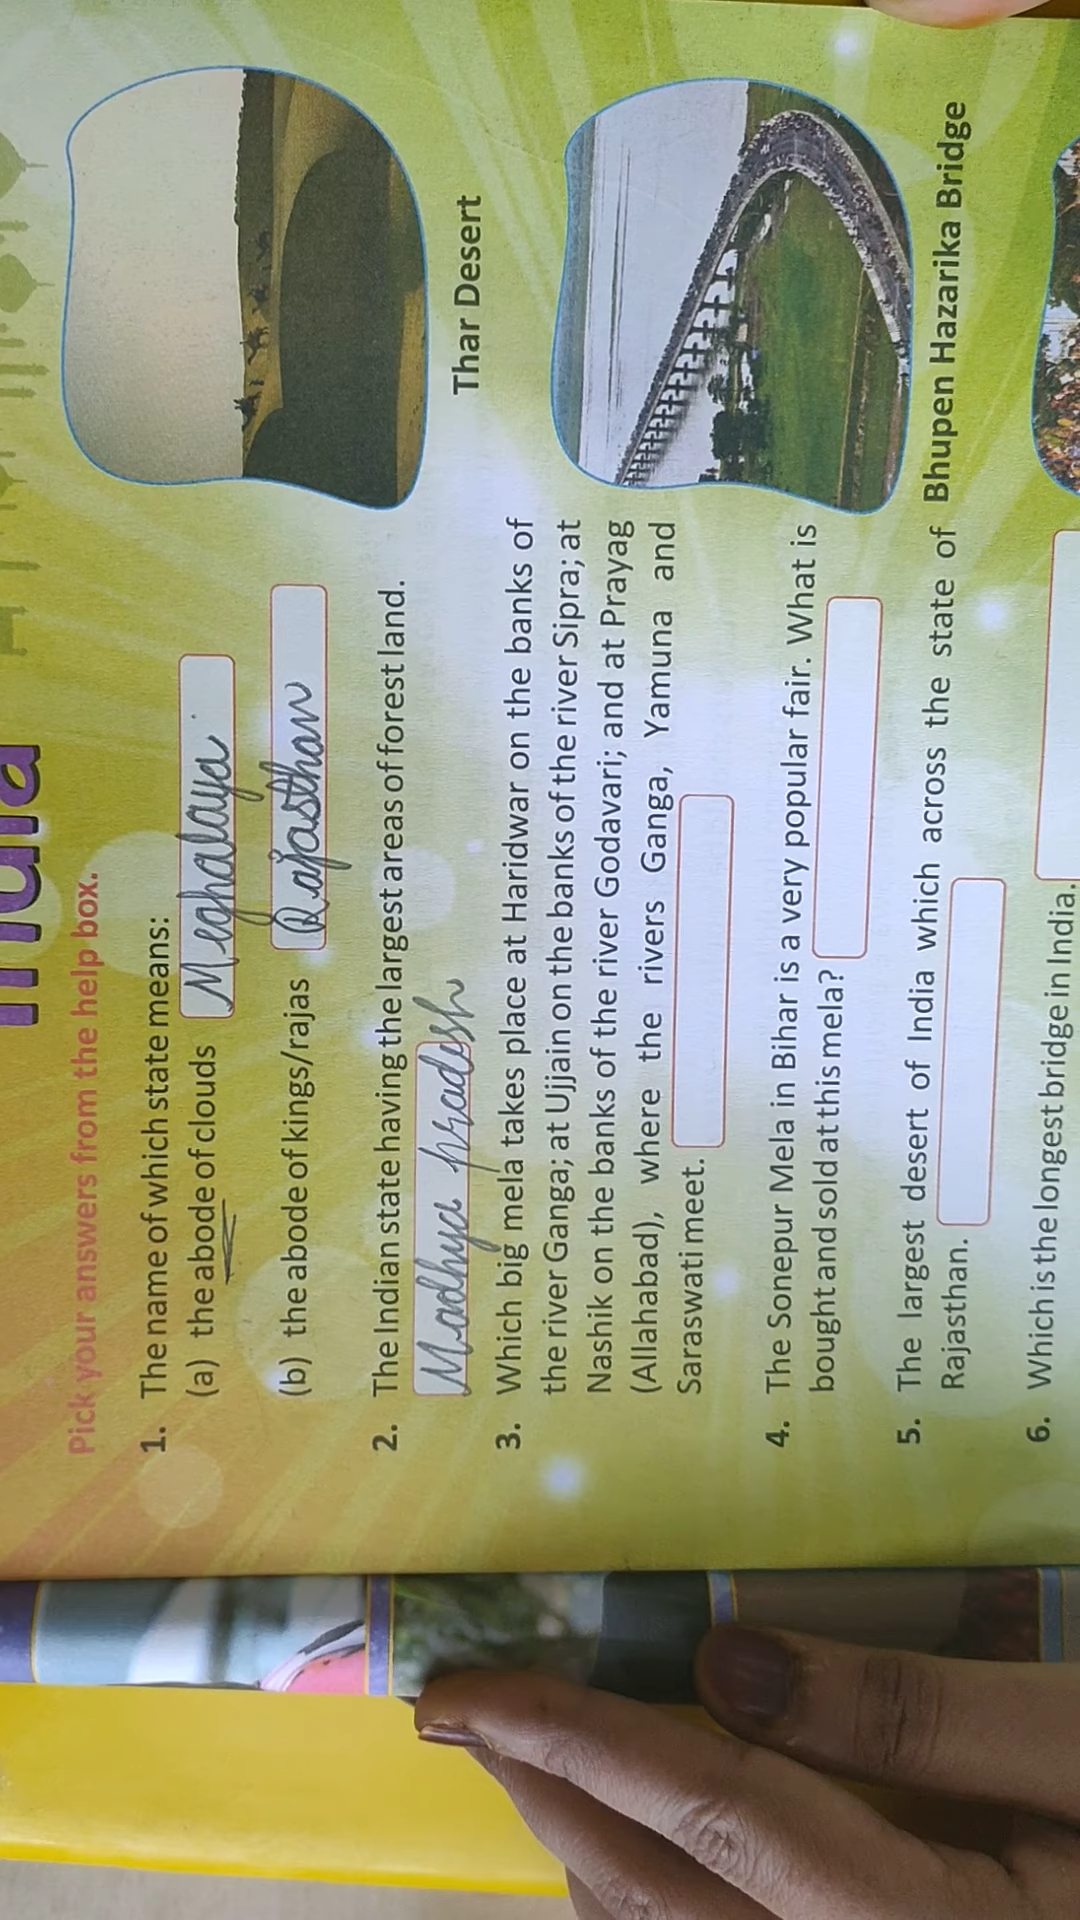 Pick your answers from the help box.
1. The name of which state means:
(a) the abode of clouds Meghalaya.
(b) the abode of kings/rajas Rajasthan
2. The Indian state having the largest areas of forest land.
Madhya pradesh
Thar Desert
3. Which big mela takes place at Haridwar on the banks of
the river Ganga; at Ujjain on the banks of the river Sipra; at
Nashik on the banks of the river Godavari; and at Prayag
(Allahabad), where the rivers Ganga, Yamuna and
Saraswati meet.
4. The Sonepur Mela in Bihar is a very popular fair. What is
bought and sold at this mela?
5. The largest desert of India which across the state of
Rajasthan.
Bhupen Hazarika Bridge
6. Which is the longest bridge in India.